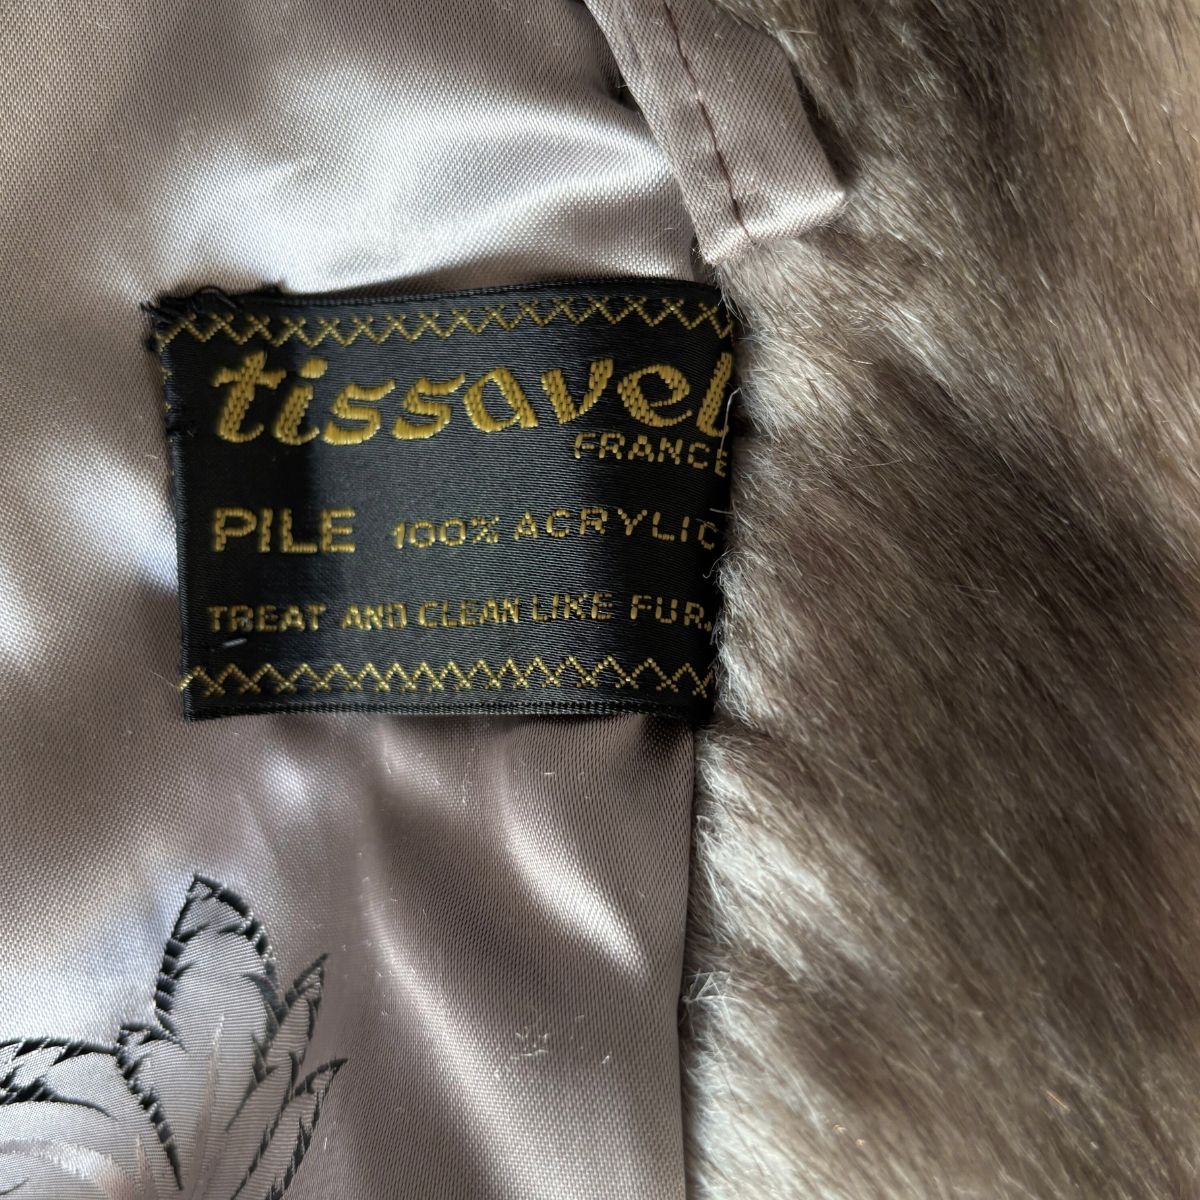 tissavel
FRANCE
PILE 100% ACRYLIC
TREAT AND CLEAN LIKE FUR.